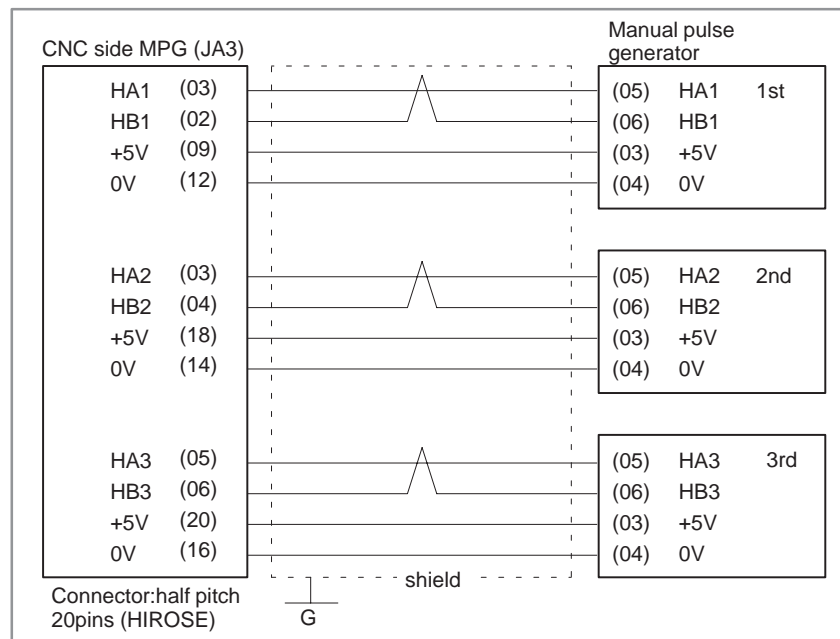 CNC side MPG (JA3)
HA1 (03)
HB1 (02)
+5V (09)
0V (12)
HA2 (03)
HB2 (04)
+5V (18)
0V (14)
HA3 (05)
HB3 (06)
+5V (20)
0V (16)
Connector:half pitch
20pins (HIROSE)
shield
G
Manual pulse
generator
(05) HA1 1st
(06) HB1
(03) +5V
(04) 0V
(05) HA2 2nd
(06) HB2
(03) +5V
(04) 0V
(05) HA3 3rd
(06) HB3
(03) +5V
(04) 0V